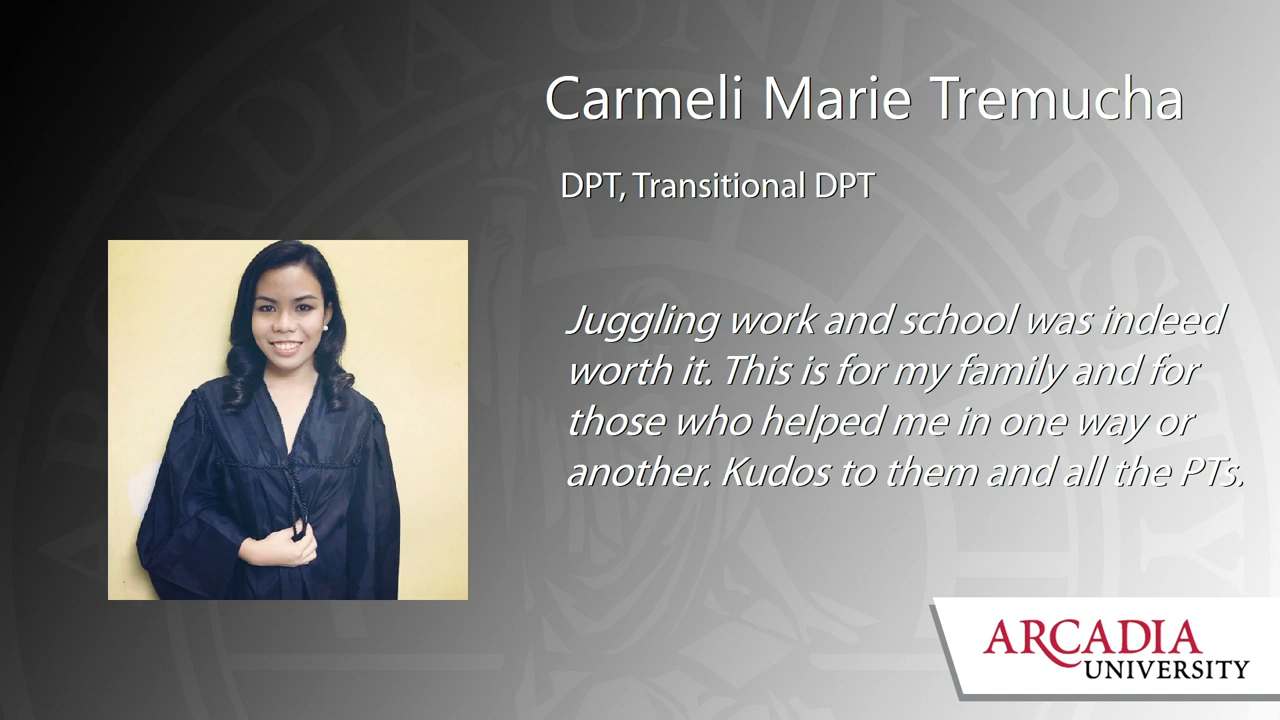 Carmeli Marie Tremucha
DPT, Transitional DPT
Juggling work and school was indeed
worth it. This is for my family and for
those who helped me in one way or
another. Kudos to them and all the PTs.
ARCADIA
UNIVERSITY
ARCADIA UNIVERSITY